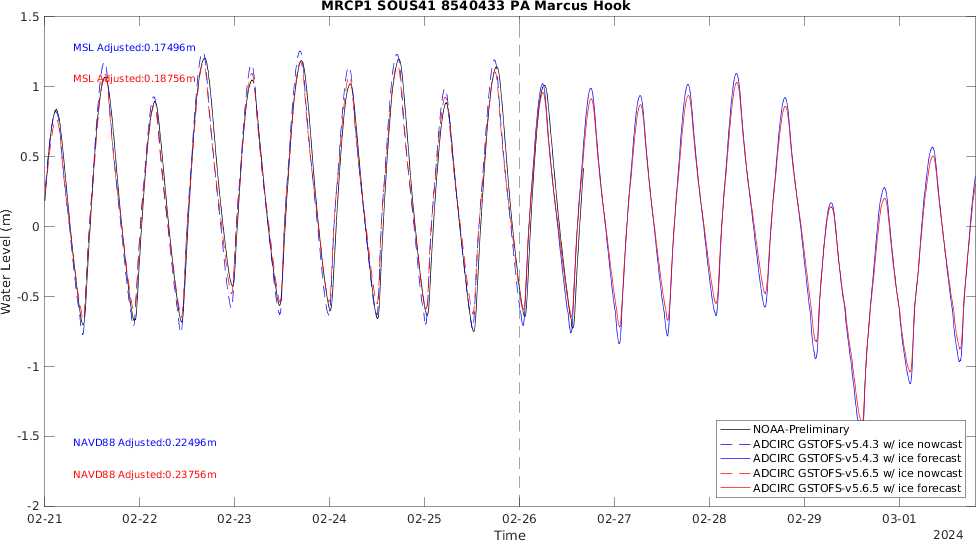 MRCP1 SOUS41 8540433 PA Marcus Hook
1.5
1
0.5
0
-0.5
-1
-1.5
-2
Water Level (m)
MSL Adjusted:0.17496m
MSL Adjusted:0.18756m
NAVD88 Adjusted:0.22496m
NAVD88 Adjusted:0.23756m
NOAA-Preliminary
ADCIRC GSTOFS-v5.4.3 w/ ice nowcast
ADCIRC GSTOFS-v5.4.3 w/ ice forecast
ADCIRC GSTOFS-v5.6.5 w/ ice nowcast
ADCIRC GSTOFS-v5.6.5 w/ ice forecast
02-21 02-22 02-23 02-24 02-25 02-26 02-27 02-28 02-29 03-01
Time
2024